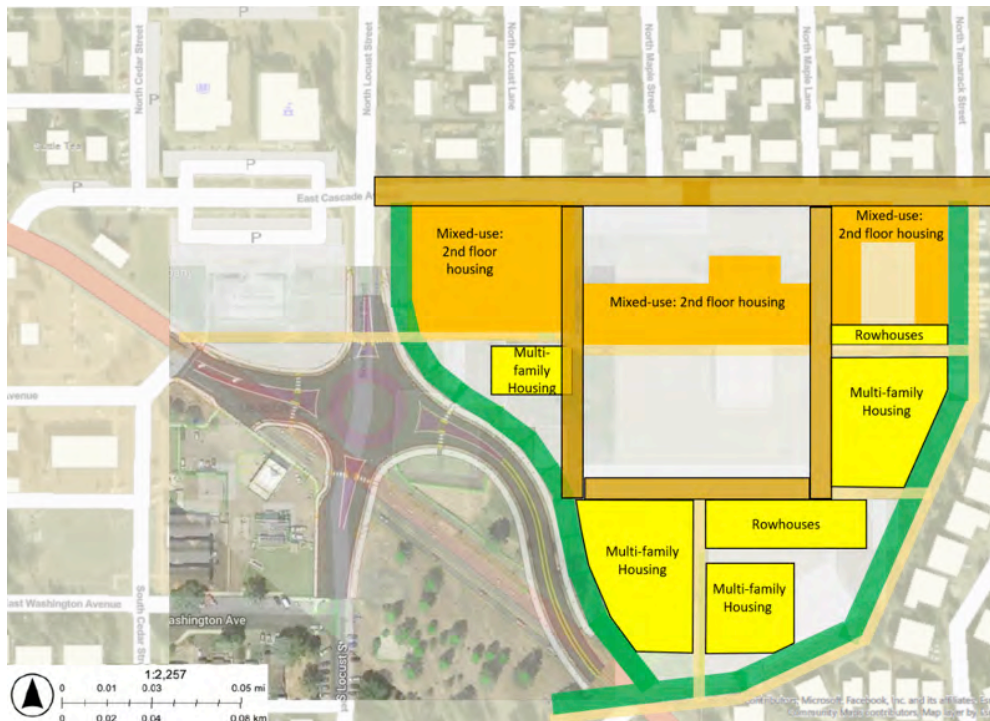 P
North Cedar Street
North Locust Street
North Locust Lane
North Maple Street
North Maple Lane
North Tamarack Street
P
P
P
East Cascade
P
Mixed-use:
2nd floor
housing
Mixed-use:
2nd floor housing
Mixed-use: 2nd floor housing
Rowhouses
Multi-
family
Housing
Multi-family
Housing
Avenue
Rowhouses
Multi-family
Housing
Multi-family
Housing
East Washington Avenue
Washington Ave
South Cedar
S Locust St
1:2,257
0 0.01 0.03 0.05 mi
0 0.02 0.04 0.08 km
Microsoft, Facebook, Inc. and its affiliates,
Community Maps contributors, Map layer by